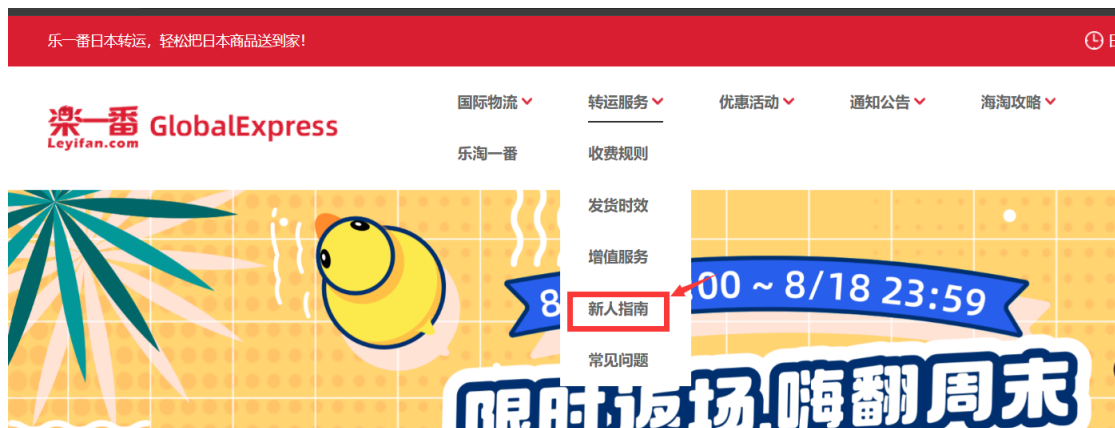 乐一番日本转运，轻松把日本商品送到家！
国际物流
转运服务
优惠活动
通知公告
海淘攻略
楽一番 GlobalExpress
Leyifan.com
乐淘一番
收费规则
发货时效
增值服务
新人指南
常见问题
8
:00 ~ 8/18 23:59
限时返场,嗨翻周末